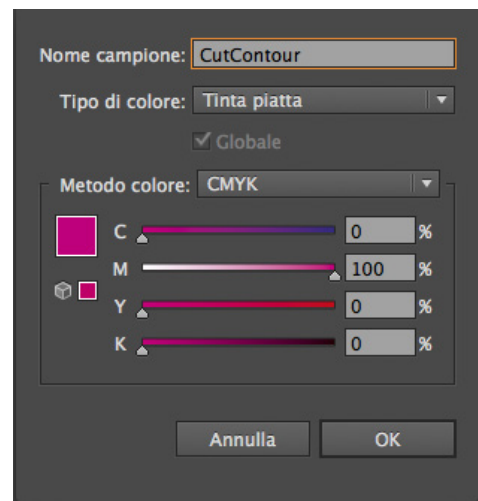 Nome campione: CutContour
Tipo di colore: Tinta piatta
Globale
Metodo colore: CMYK
C 0 %
M 100 %
Y 0 %
K 0 %
Annulla OK